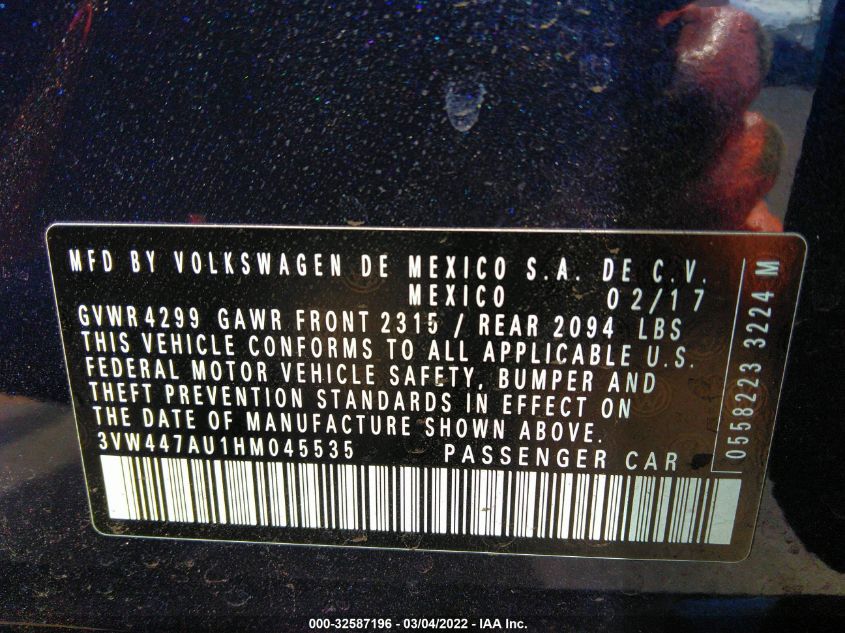 MFD BY VOLKSWAGEN DE MEXICO S.A. DE C.V.
MEXICO 02/17
GVWR 4299 GAWR FRONT 2315 / REAR 2094 LBS
THIS VEHICLE CONFORMS TO ALL APPLICABLE U.S.
FEDERAL MOTOR VEHICLE SAFETY, BUMPER AND
THEFT PREVENTION STANDARDS IN EFFECT ON
THE DATE OF MANUFACTURE SHOWN ABOVE.
3VW447AU1HM045535 PASSENGER CAR
0558223 3224 M
000-32587196 - 03/04/2022 - IAA Inc.